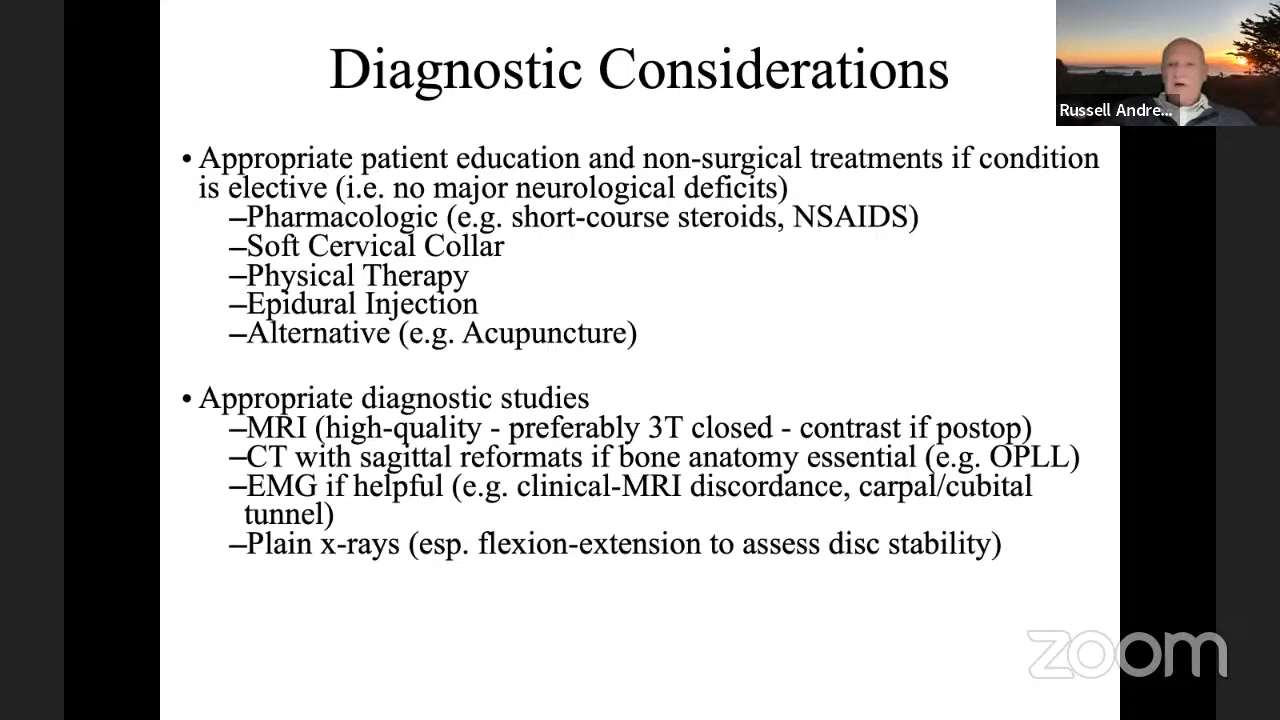 Diagnostic Considerations
Russell Andre...
• Appropriate patient education and non-surgical treatments if condition
is elective (i.e. no major neurological deficits)
–Pharmacologic (e.g. short-course steroids, NSAIDS)
–Soft Cervical Collar
–Physical Therapy
–Epidural Injection
–Alternative (e.g. Acupuncture)
• Appropriate diagnostic studies
–MRI (high-quality - preferably 3T closed - contrast if postop)
–CT with sagittal reformats if bone anatomy essential (e.g. OPLL)
–EMG if helpful (e.g. clinical-MRI discordance, carpal/cubital
tunnel)
–Plain x-rays (esp. flexion-extension to assess disc stability)
zoom